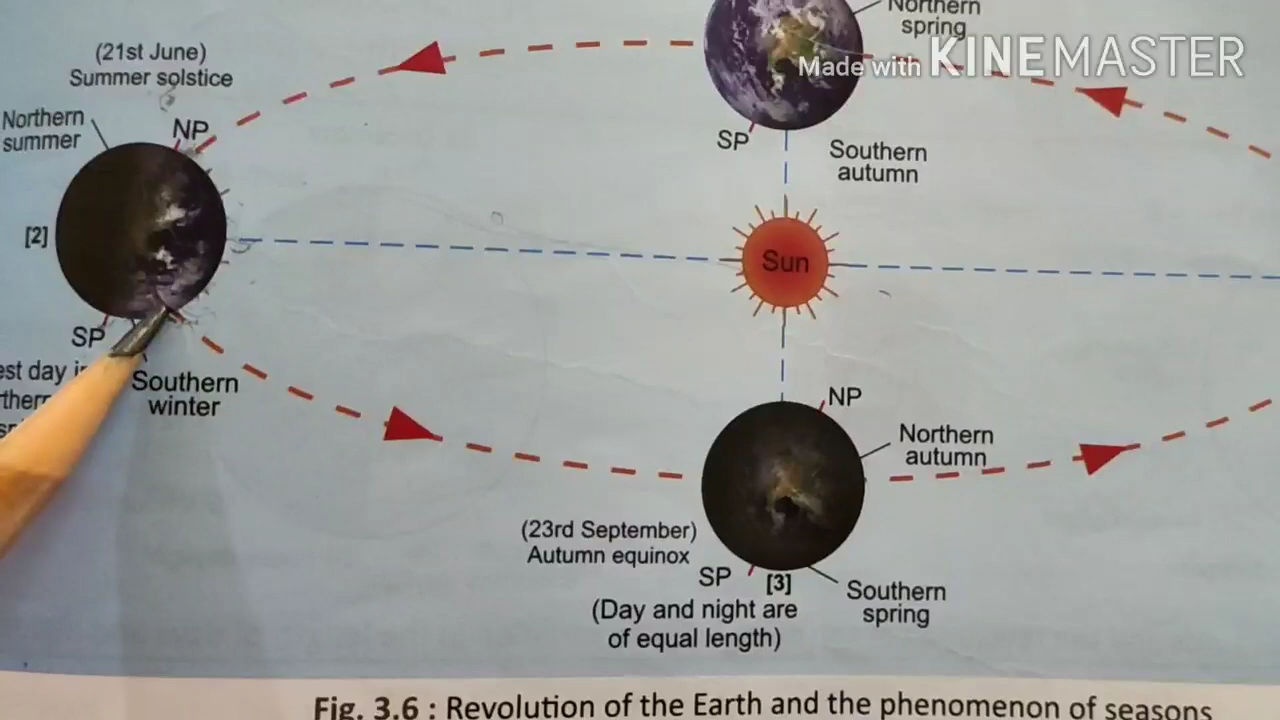 Northern
spring
Made with KINEMASTER
(21st June)
Summer solstice
Northern
summer
NP
SP
Southern
autumn
[2]
Sun
SP
est day
Southern
winter
NP
Northern
autumn
(23rd September)
Autumn equinox
SP
[3]
Southern
spring
(Day and night are
of equal length)
Fig. 3.6 : Revolution of the Earth and the phenomenon of seasons